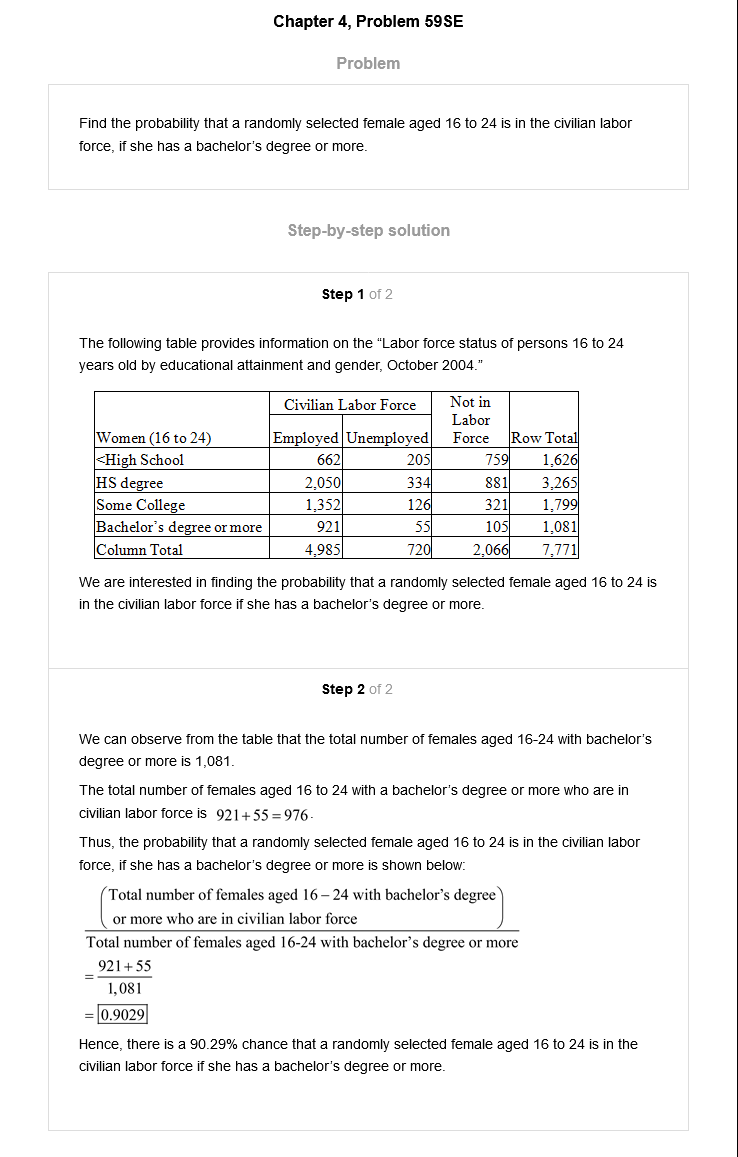 Chapter 4, Problem 59SE
Problem
Find the probability that a randomly selected female aged 16 to 24 is in the civilian labor
force, if she has a bachelor’s degree or more.
Step-by-step solution
Step 1 of 2
The following table provides information on the “Labor force status of persons 16 to 24
years old by educational attainment and gender, October 2004.”
Civilian Labor Force Not in
Labor
Women (16 to 24) Employed Unemployed Force Row Total
<High School 662 205 759 1,626
HS degree 2,050 334 881 3,265
Some College 1,352 126 321 1,799
Bachelor’s degree or more 921 55 105 1,081
Column Total 4,985 720 2,066 7,771
We are interested in finding the probability that a randomly selected female aged 16 to 24 is
in the civilian labor force if she has a bachelor’s degree or more.
Step 2 of 2
We can observe from the table that the total number of females aged 16-24 with bachelor’s
degree or more is 1,081.
The total number of females aged 16 to 24 with a bachelor’s degree or more who are in
civilian labor force is 921+55=976.
Thus, the probability that a randomly selected female aged 16 to 24 is in the civilian labor
force, if she has a bachelor’s degree or more is shown below:
(Total number of females aged 16 – 24 with bachelor’s degree
or more who are in civilian labor force)
Total number of females aged 16-24 with bachelor’s degree or more
921+55
=
1,081
= 0.9029
Hence, there is a 90.29% chance that a randomly selected female aged 16 to 24 is in the
civilian labor force if she has a bachelor’s degree or more.